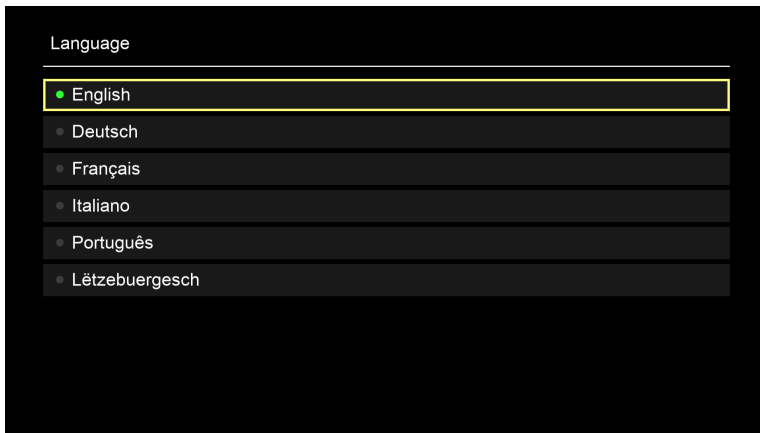 Language
English
Deutsch
Français
Italiano
Português
Lëtzebuergesch